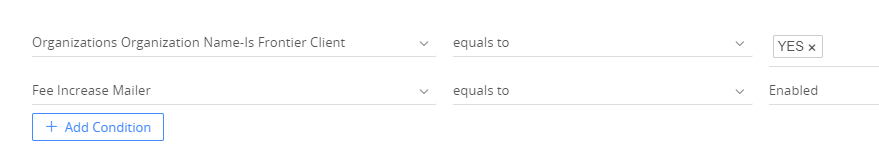 Organizations Organization Name-Is Frontier Client equals to YES ×
Fee Increase Mailer equals to Enabled
+ Add Condition